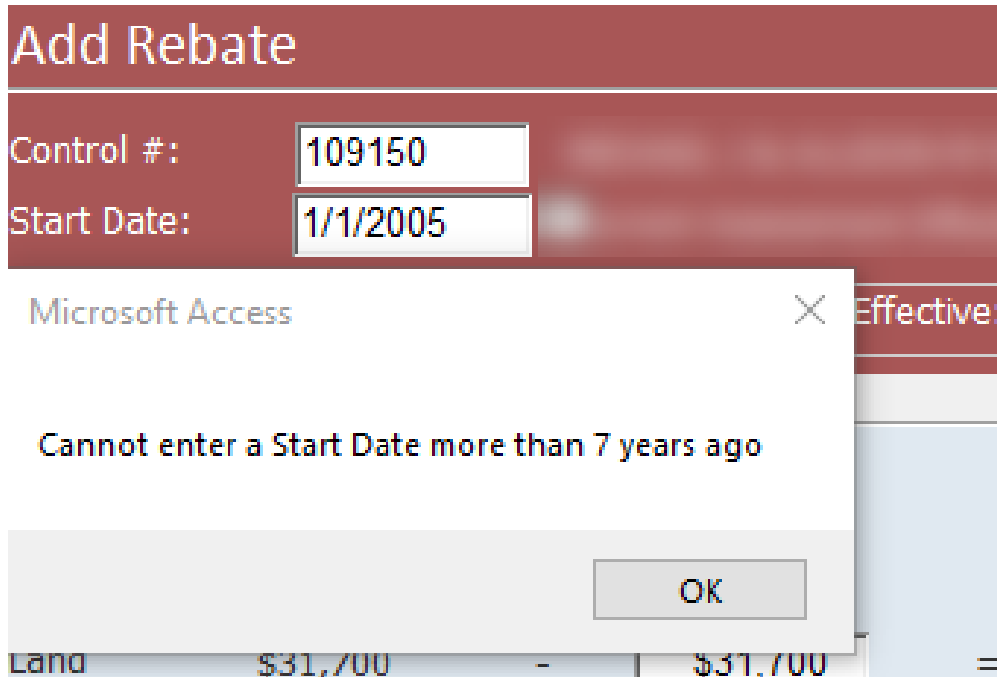 Add Rebate
Control #: 109150
Start Date: 1/1/2005
Microsoft Access
Effective:
Cannot enter a Start Date more than 7 years ago
OK
Land $31,700 - $31,700 =